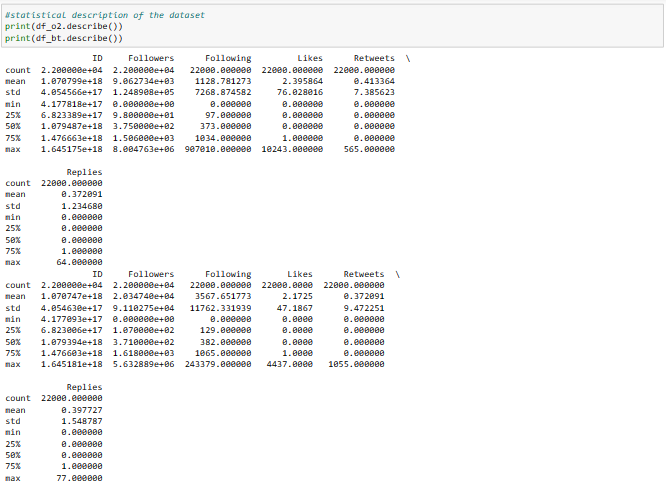 #statistical description of the dataset
print(df_o2.describe())
print(df_bt.describe())
ID Followers Following Likes Retweets \
count 2.200000e+04 2.200000e+04 22000.000000 22000.000000 22000.000000
mean 1.070799e+18 9.062734e+03 1128.781273 2.395864 0.413364
std 4.054566e+17 1.248908e+05 7268.874582 76.028016 7.385623
min 4.177818e+17 0.000000e+00 0.000000 0.000000 0.000000
25% 6.823389e+17 9.800000e+01 97.000000 0.000000 0.000000
50% 1.079487e+18 3.750000e+02 373.000000 0.000000 0.000000
75% 1.476663e+18 1.506000e+03 1034.000000 1.000000 0.000000
max 1.645175e+18 8.004763e+06 907010.000000 10243.000000 565.000000
Replies
count 22000.000000
mean 0.372091
std 1.234680
min 0.000000
25% 0.000000
50% 0.000000
75% 1.000000
max 64.000000
ID Followers Following Likes Retweets \
count 2.200000e+04 2.200000e+04 22000.000000 22000.0000 22000.000000
mean 1.070747e+18 2.034740e+04 3567.651773 2.1725 0.372091
std 4.054630e+17 9.110275e+04 11762.331939 47.1867 9.472251
min 4.177093e+17 0.000000e+00 0.000000 0.0000 0.000000
25% 6.823006e+17 1.070000e+02 129.000000 0.0000 0.000000
50% 1.079394e+18 3.710000e+02 382.000000 0.0000 0.000000
75% 1.476603e+18 1.618000e+03 1065.000000 1.0000 0.000000
max 1.645181e+18 5.632889e+06 243379.000000 4437.0000 1055.000000
Replies
count 22000.000000
mean 0.397727
std 1.548787
min 0.000000
25% 0.000000
50% 0.000000
75% 1.000000
max 77.000000